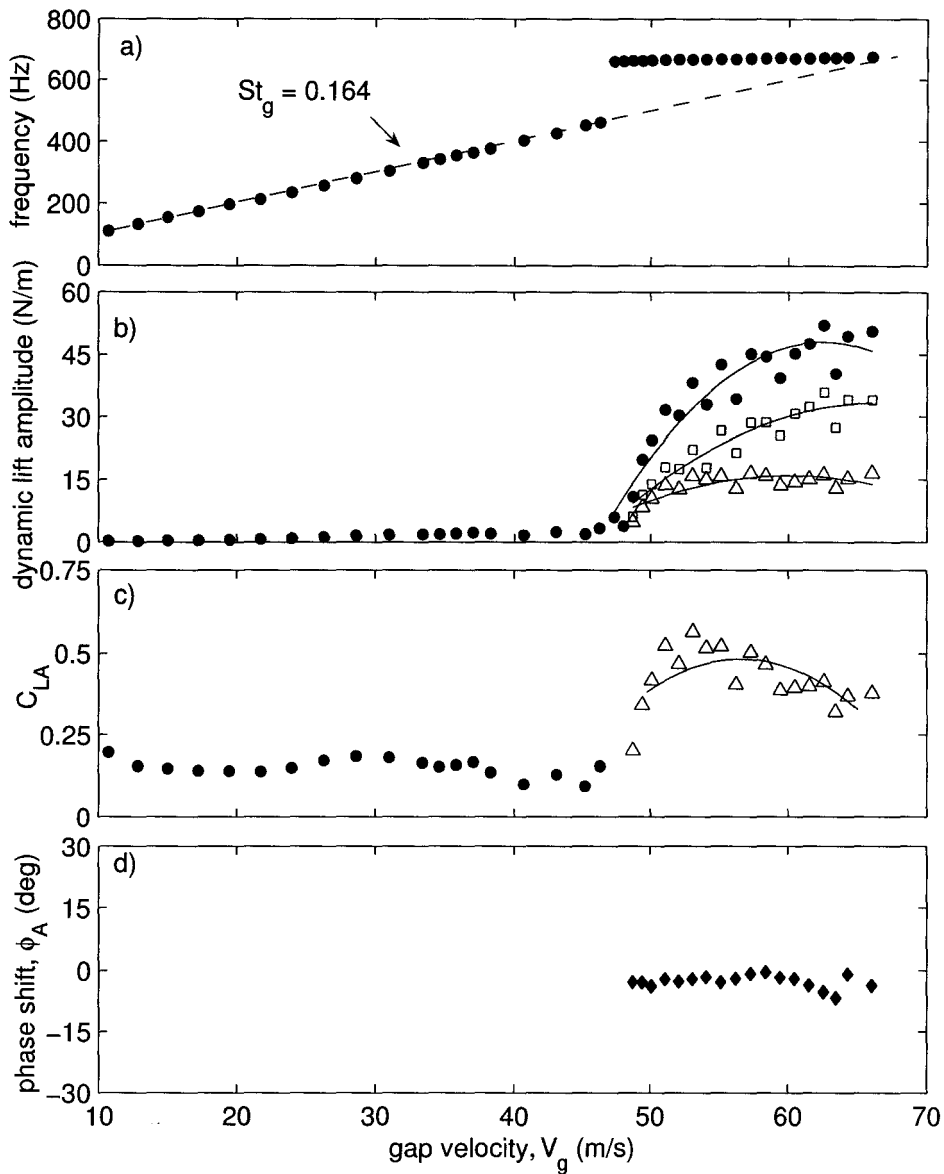 a)
800
600
400
200
0
frequency (Hz)
St_g = 0.164
b)
60
45
30
15
0
dynamic lift amplitude (N/m)
c)
0.75
0.5
0.25
0
C_LA
d)
30
15
0
−15
−30
phase shift, ϕ_A (deg)
10 20 30 40 50 60 70
gap velocity, V_g (m/s)